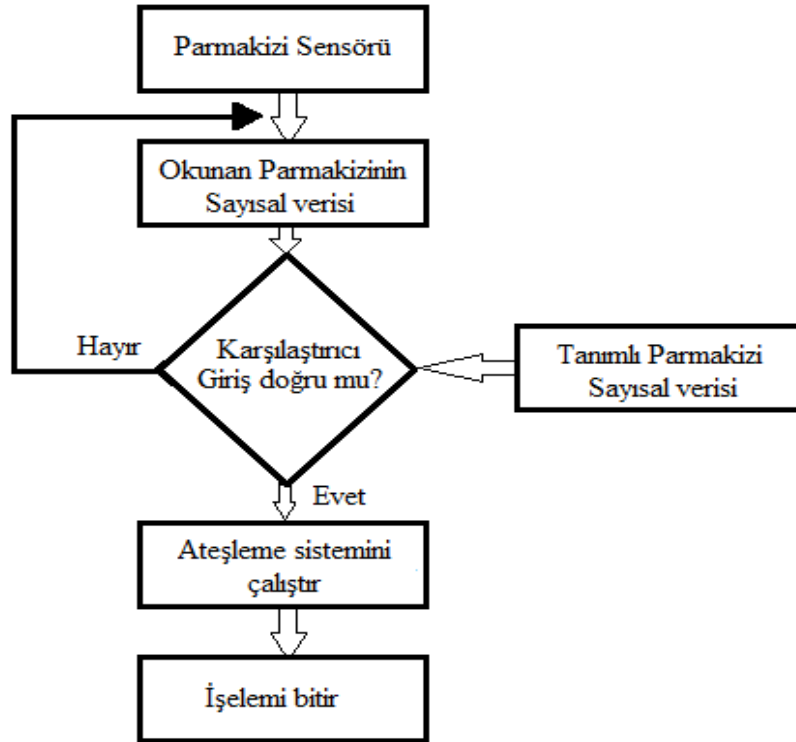 Parmakizi Sensörü
Okunan Parmakizinin
Sayısal verisi
Hayır
Karşılaştırıcı
Giriş doğru mu?
Tanımlı Parmakizi
Sayısal verisi
Evet
Ateşleme sistemini
çalıştır
İşelemi bitir